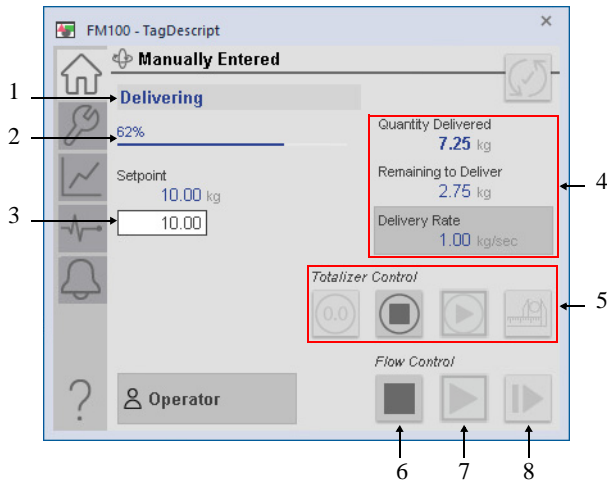 FM100 - TagDescript
×
Manually Entered
1
Delivering
2
62%
Quantity Delivered
7.25 kg
Remaining to Deliver
2.75 kg
4
Setpoint
10.00 kg
3
10.00
Delivery Rate
1.00 kg/sec
Totalizer Control
0.0
5
Flow Control
?
Operator
6
7
8